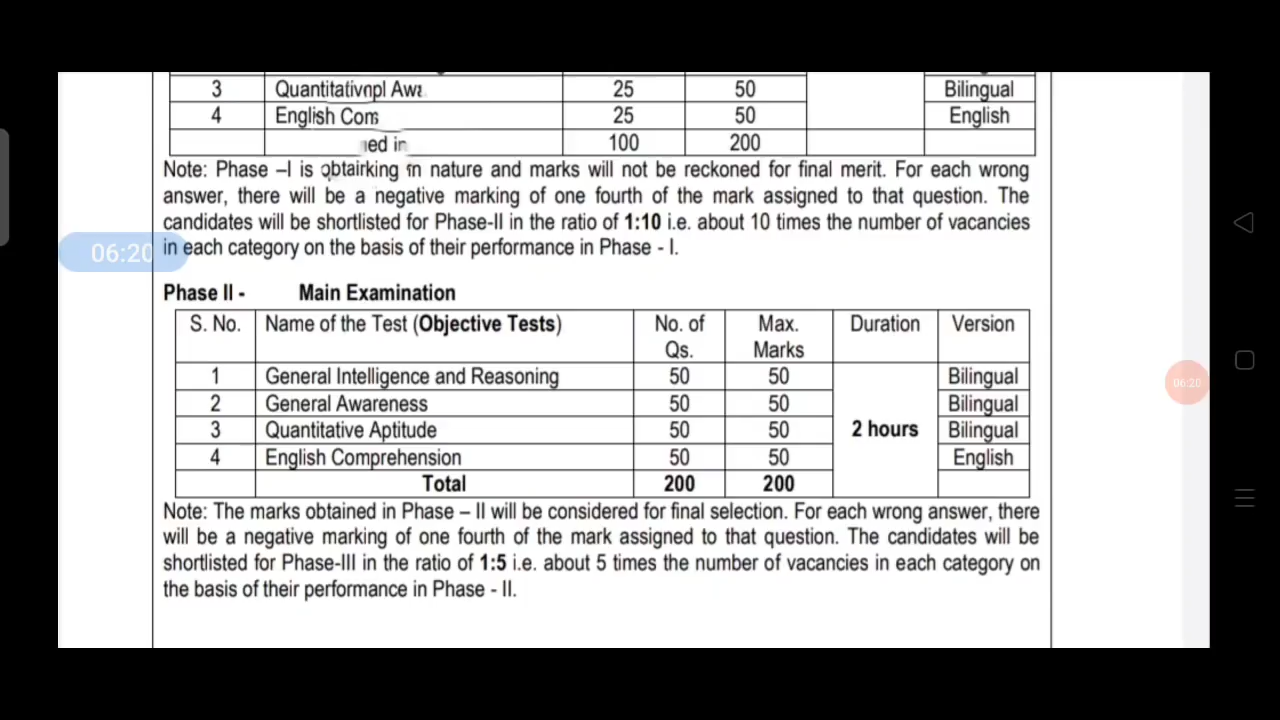 3 25 50 Bilingual
4 English 25 50 English
100 200
Note: Phase –I is in nature and marks will not be reckoned for final merit. For each wrong
answer, there will be a negative marking of one fourth of the mark assigned to that question. The
candidates will be shortlisted for Phase-II in the ratio of 1:10 i.e. about 10 times the number of vacancies
06:20 in each category on the basis of their performance in Phase - I.
Phase II - Main Examination
S. No. Name of the Test (Objective Tests) No. of Qs. Max. Marks Duration Version
1 General Intelligence and Reasoning 50 50 Bilingual
06:20
2 General Awareness 50 50 Bilingual
3 Quantitative Aptitude 50 50 2 hours Bilingual
4 English Comprehension 50 50 English
Total 200 200
Note: The marks obtained in Phase – II will be considered for final selection. For each wrong answer, there
will be a negative marking of one fourth of the mark assigned to that question. The candidates will be
shortlisted for Phase-III in the ratio of 1:5 i.e. about 5 times the number of vacancies in each category on
the basis of their performance in Phase - II.